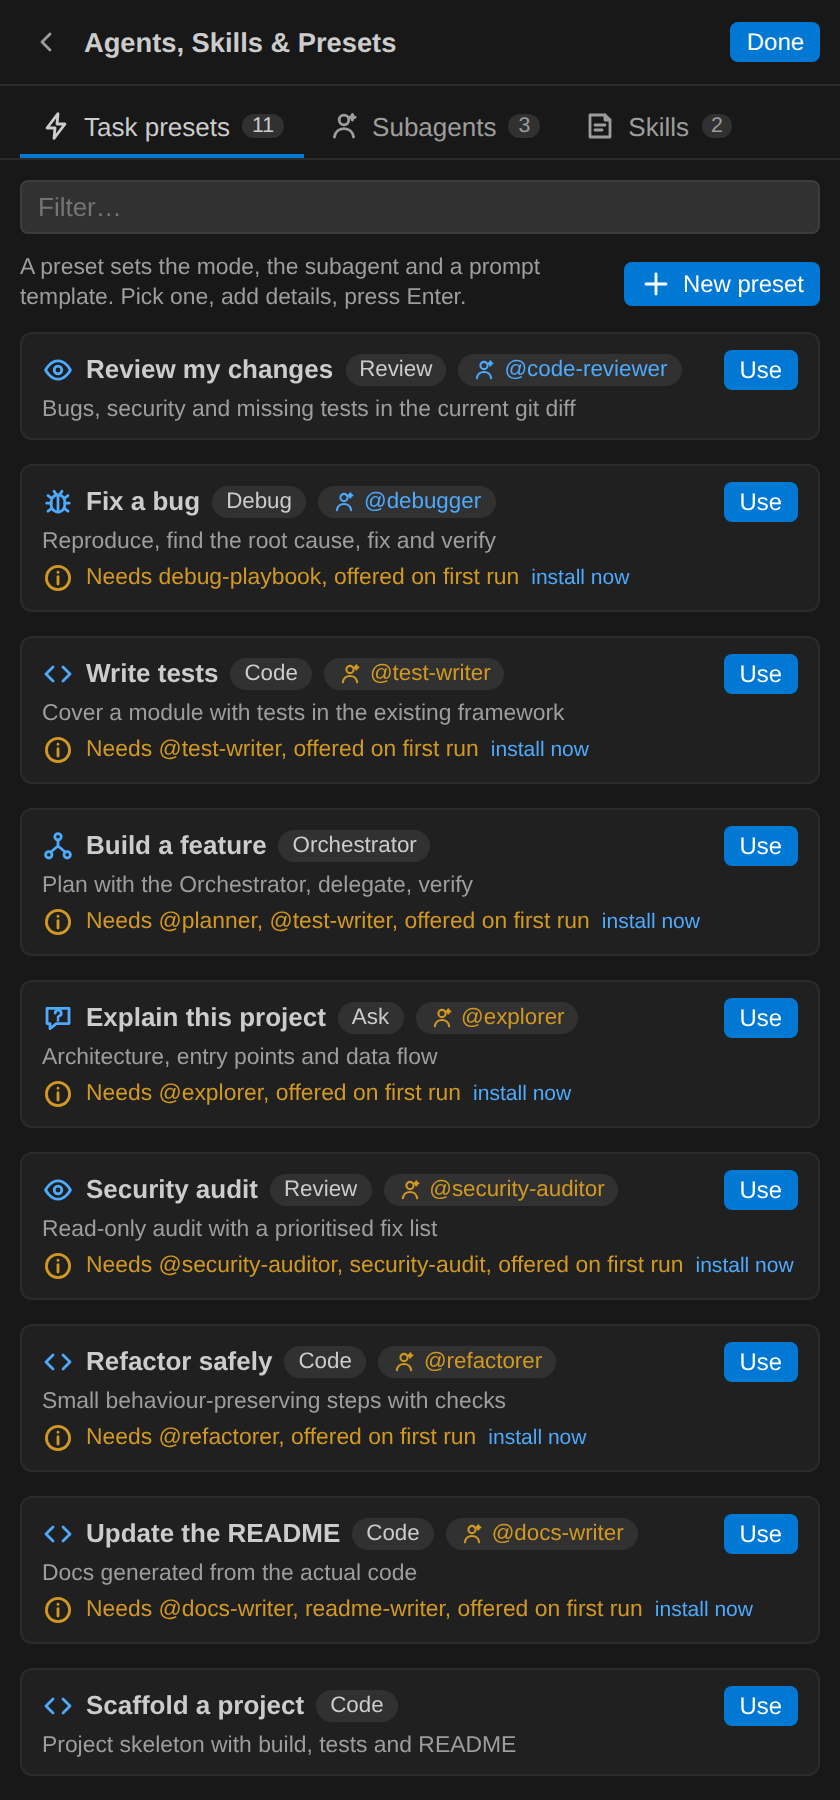 Agents, Skills & Presets
Done
Task presets 11 Subagents 3 Skills 2
Filter…
A preset sets the mode, the subagent and a prompt
template. Pick one, add details, press Enter.
New preset
Review my changes Review @code-reviewer Use
Bugs, security and missing tests in the current git diff
Fix a bug Debug @debugger Use
Reproduce, find the root cause, fix and verify
Needs debug-playbook, offered on first run install now
Write tests Code @test-writer Use
Cover a module with tests in the existing framework
Needs @test-writer, offered on first run install now
Build a feature Orchestrator Use
Plan with the Orchestrator, delegate, verify
Needs @planner, @test-writer, offered on first run install now
Explain this project Ask @explorer Use
Architecture, entry points and data flow
Needs @explorer, offered on first run install now
Security audit Review @security-auditor Use
Read-only audit with a prioritised fix list
Needs @security-auditor, security-audit, offered on first run install now
Refactor safely Code @refactorer Use
Small behaviour-preserving steps with checks
Needs @refactorer, offered on first run install now
Update the README Code @docs-writer Use
Docs generated from the actual code
Needs @docs-writer, readme-writer, offered on first run install now
Scaffold a project Code Use
Project skeleton with build, tests and README